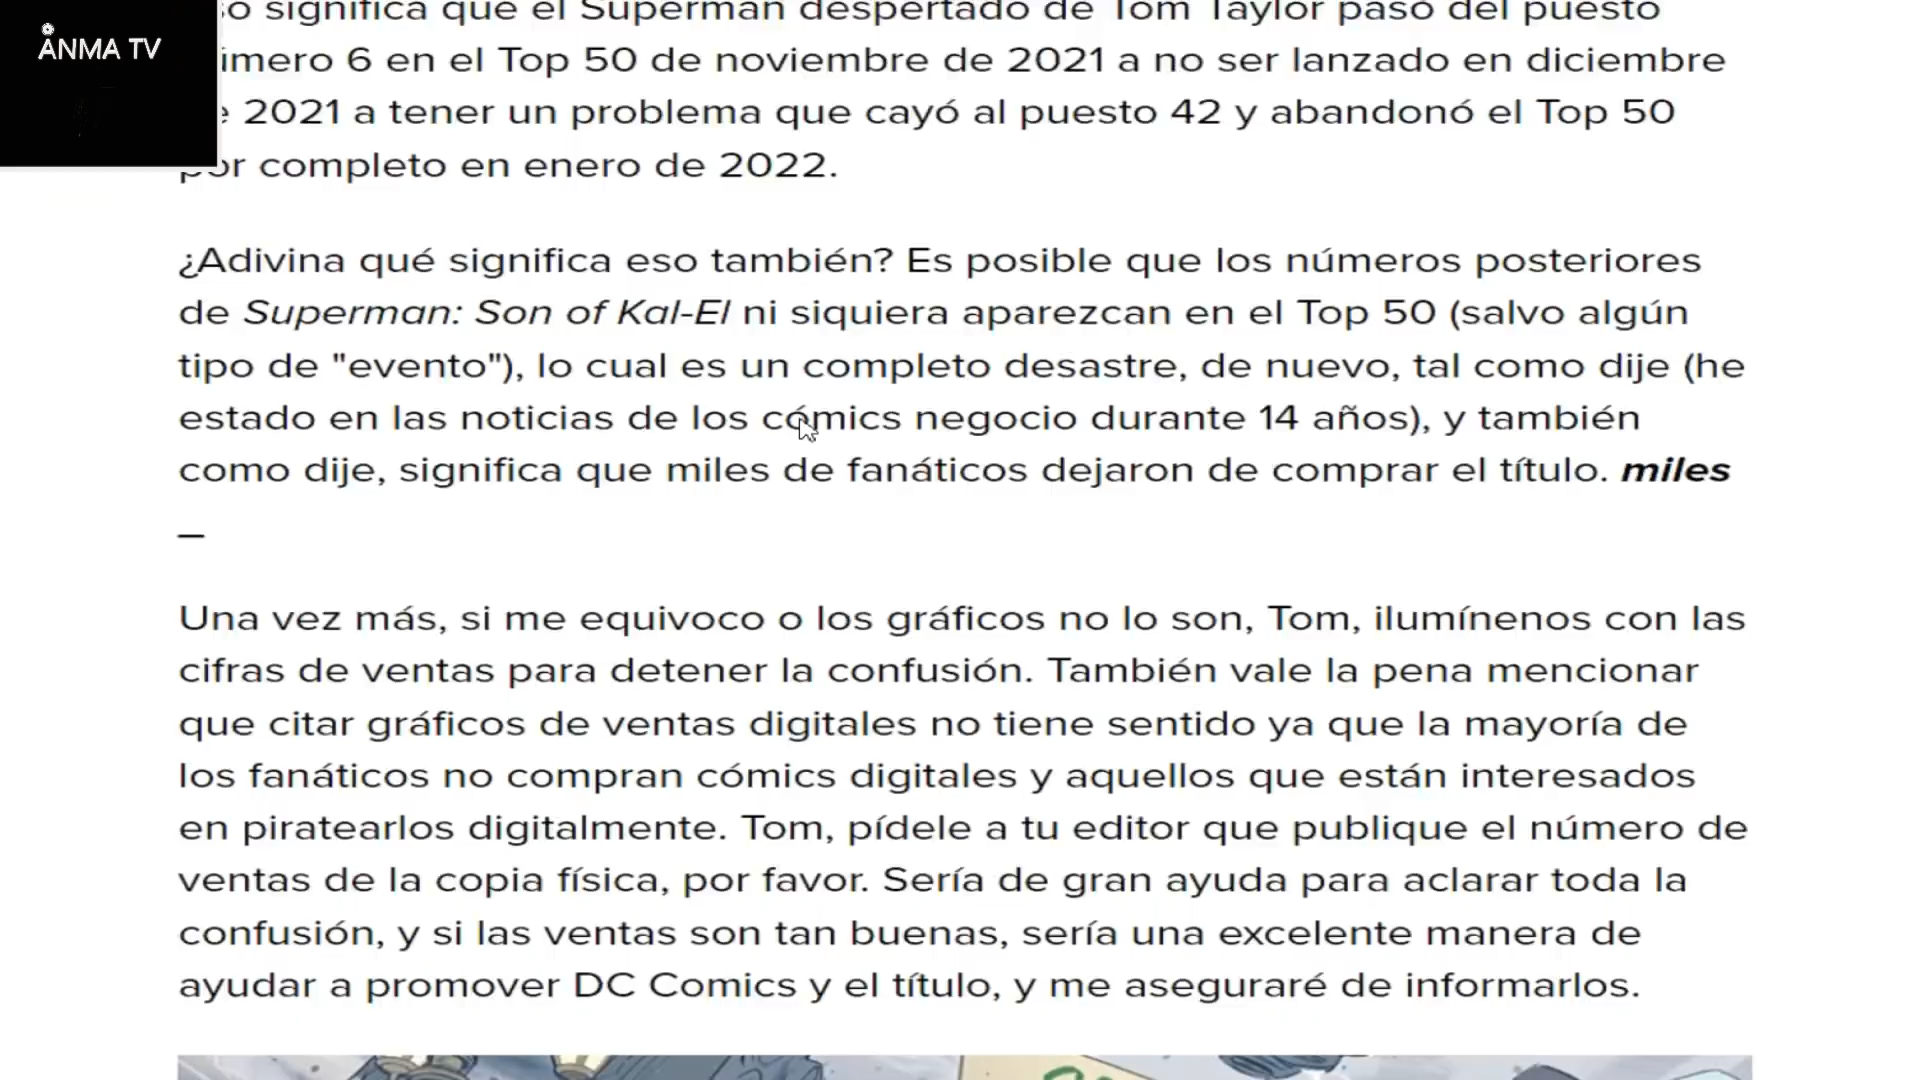 ANMA TV
significa que el Superman despertado de Tom Taylor pasó del puesto
6 en el Top 50 de noviembre de 2021 a no ser lanzado en diciembre
2021 a tener un problema que cayó al puesto 42 y abandonó el Top 50
por completo en enero de 2022.
¿Adivina qué significa eso también? Es posible que los números posteriores
de Superman: Son of Kal-El ni siquiera aparezcan en el Top 50 (salvo algún
tipo de "evento"), lo cual es un completo desastre, de nuevo, tal como dije (he
estado en las noticias de los cómics negocio durante 14 años), y también
como dije, significa que miles de fanáticos dejaron de comprar el título. miles
_
Una vez más, si me equivoco o los gráficos no lo son, Tom, ilumínenos con las
cifras de ventas para detener la confusión. También vale la pena mencionar
que citar gráficos de ventas digitales no tiene sentido ya que la mayoría de
los fanáticos no compran cómics digitales y aquellos que están interesados
en piratearlos digitalmente. Tom, pídele a tu editor que publique el número de
ventas de la copia física, por favor. Sería de gran ayuda para aclarar toda la
confusión, y si las ventas son tan buenas, sería una excelente manera de
ayudar a promover DC Comics y el título, y me aseguraré de informarlos.